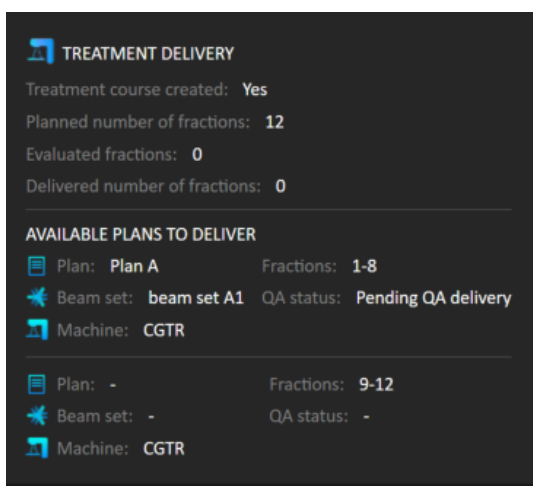 TREATMENT DELIVERY
Treatment course created: Yes
Planned number of fractions: 12
Evaluated fractions: 0
Delivered number of fractions: 0
AVAILABLE PLANS TO DELIVER
Plan: Plan A Fractions: 1-8
Beam set: beam set A1 QA status: Pending QA delivery
Machine: CGTR
Plan: - Fractions: 9-12
Beam set: - QA status: -
Machine: CGTR